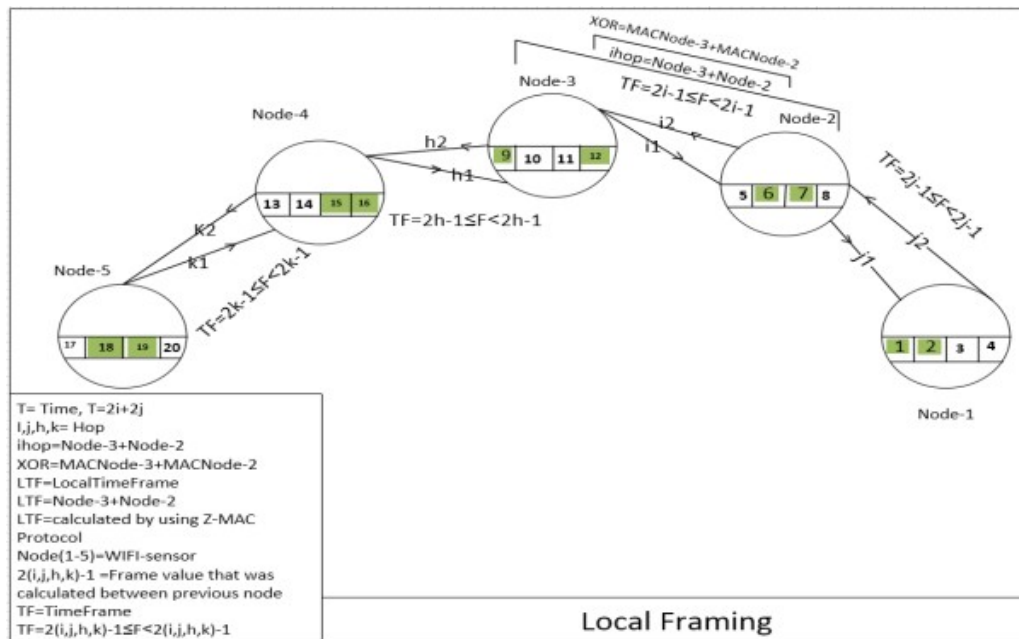 XOR=MACNode-3+MACNode-2
ihop=Node-3+Node-2
TF=2i-1≤F<2i-1
Node-3
Node-2
Node-4
h2
h1
i2
i1
9 10 11 12
5 6 7 8
13 14 15 16
TF=2h-1≤F<2h-1
TF=2j-1≤F<2j-1
K2
k1
TF=2k-1≤F<2k-1
j1
j2
Node-5
17 18 19 20
1 2 3 4
Node-1
T= Time, T=2i+2j
I,j,h,k= Hop
ihop=Node-3+Node-2
XOR=MACNode-3+MACNode-2
LTF=LocalTimeFrame
LTF=Node-3+Node-2
LTF=calculated by using Z-MAC
Protocol
Node(1-5)=WIFI-sensor
2(i,j,h,k)-1 =Frame value that was
calculated between previous node
TF=TimeFrame
TF=2(i,j,h,k)-1≤F<2(i,j,h,k)-1
Local Framing